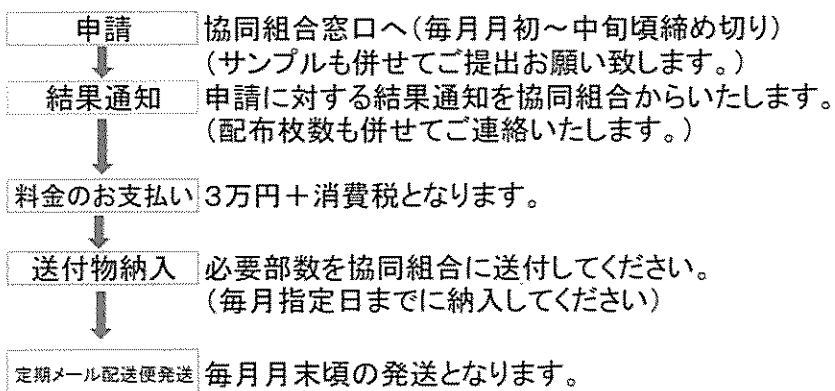 申請 協同組合窓口へ(毎月月初～中旬頃締め切り)
(サンプルも併せてご提出お願い致します。)
結果通知 申請に対する結果通知を協同組合からいたします。
(配布枚数も併せてご連絡いたします。)
料金のお支払い 3万円+消費税となります。
送付物納入 必要部数を協同組合に送付してください。
(毎月指定日までに納入してください)
定期メール配送便発送 毎月月末頃の発送となります。